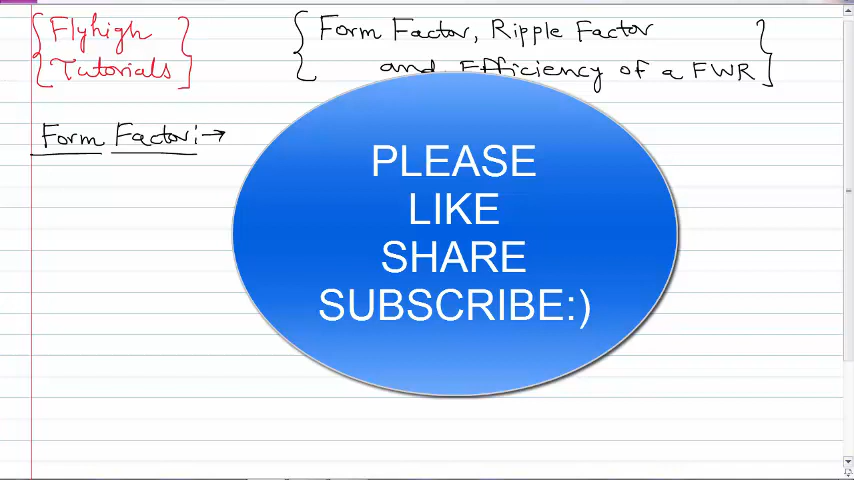 Flyhigh
Tutorials
Form Factor, Ripple Factor
and Efficiency of a FWR
Form Factor:→
PLEASE
LIKE
SHARE
SUBSCRIBE:)